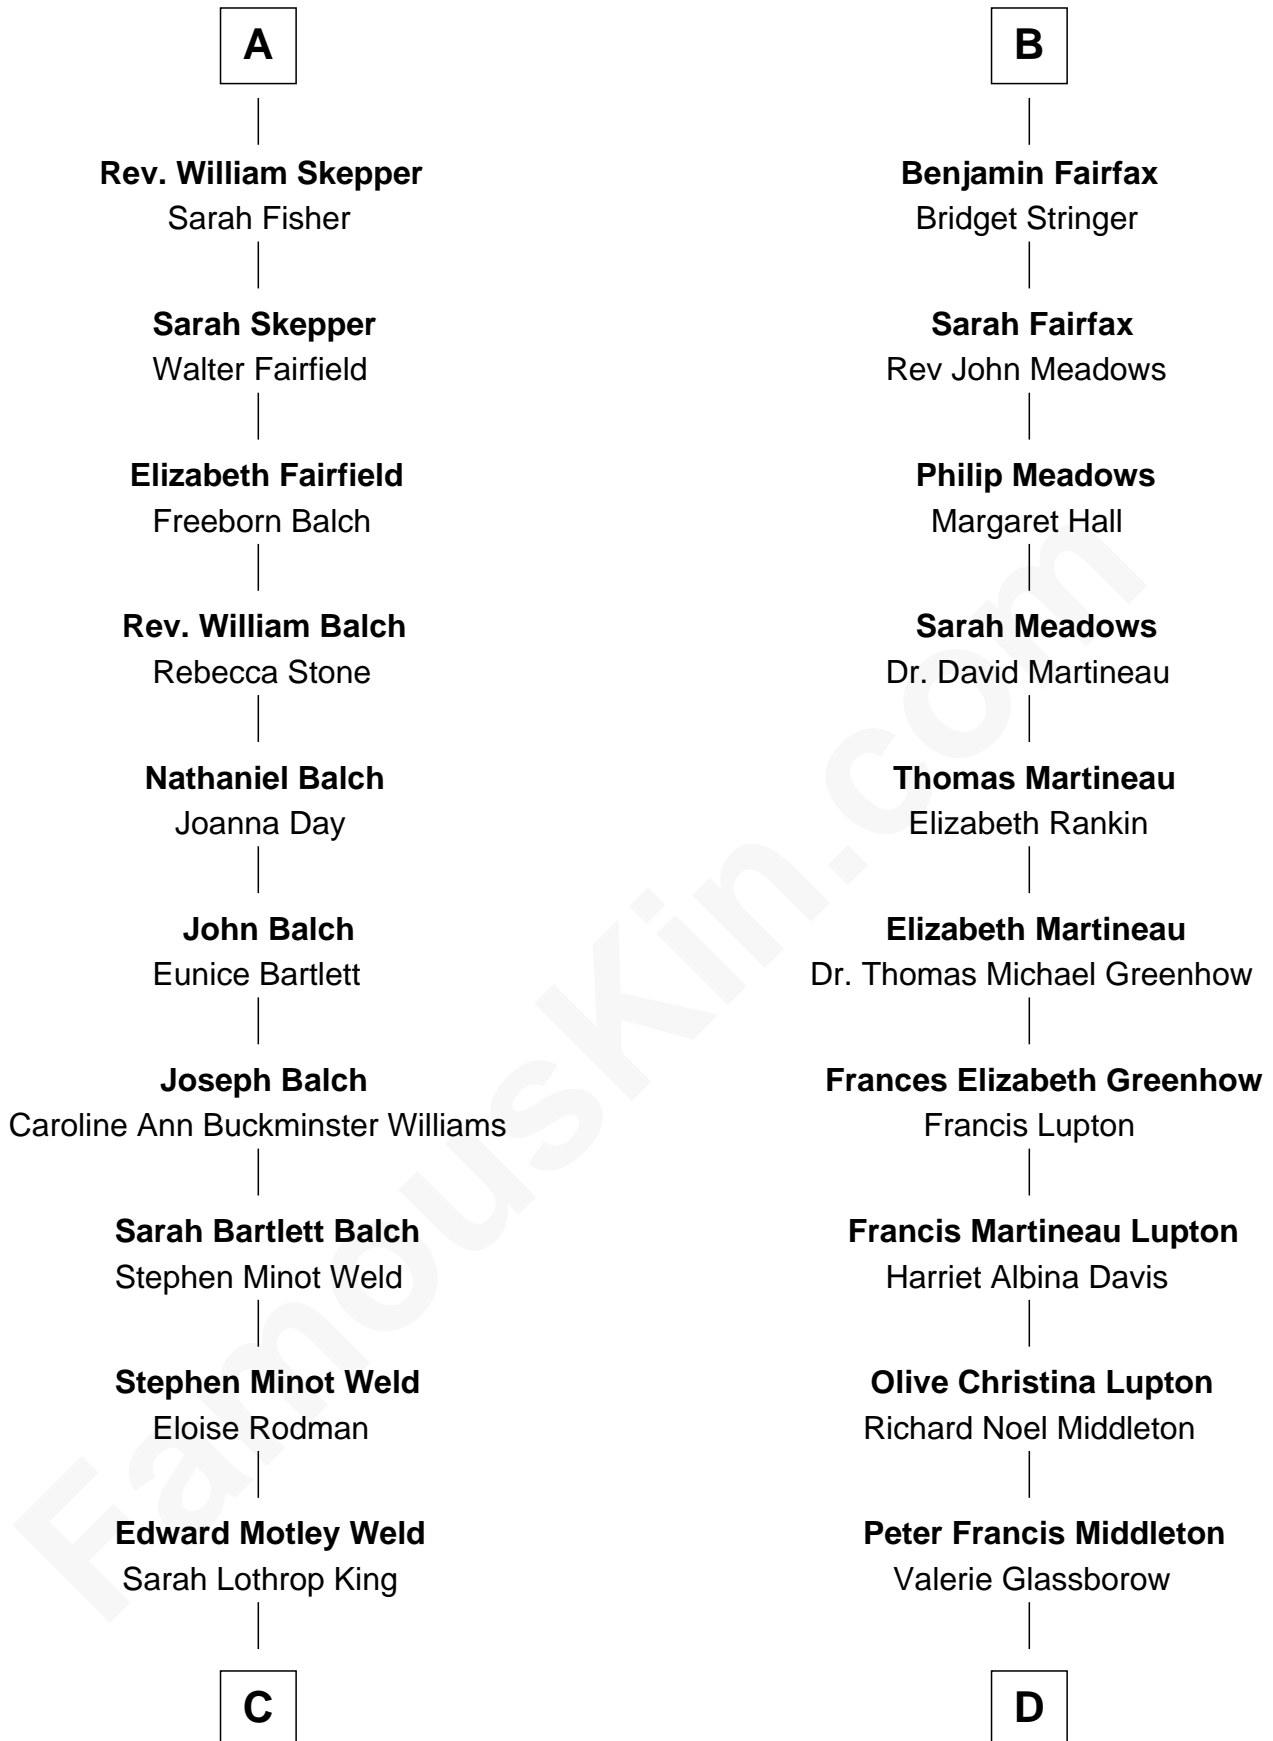 A
Rev. William Skepper
Sarah Fisher
Sarah Skepper
Walter Fairfield
Elizabeth Fairfield
Freeborn Balch
Rev. William Balch
Rebecca Stone
Nathaniel Balch
Joanna Day
John Balch
Eunice Bartlett
Joseph Balch
Caroline Ann Buckminster Williams
Sarah Bartlett Balch
Stephen Minot Weld
Stephen Minot Weld
Eloise Rodman
Edward Motley Weld
Sarah Lothrop King
C
B
Benjamin Fairfax
Bridget Stringer
Sarah Fairfax
Rev John Meadows
Philip Meadows
Margaret Hall
Sarah Meadows
Dr. David Martineau
Thomas Martineau
Elizabeth Rankin
Elizabeth Martineau
Dr. Thomas Michael Greenhow
Frances Elizabeth Greenhow
Francis Lupton
Francis Martineau Lupton
Harriet Albina Davis
Olive Christina Lupton
Richard Noel Middleton
Peter Francis Middleton
Valerie Glassborow
D
FamousKin.com